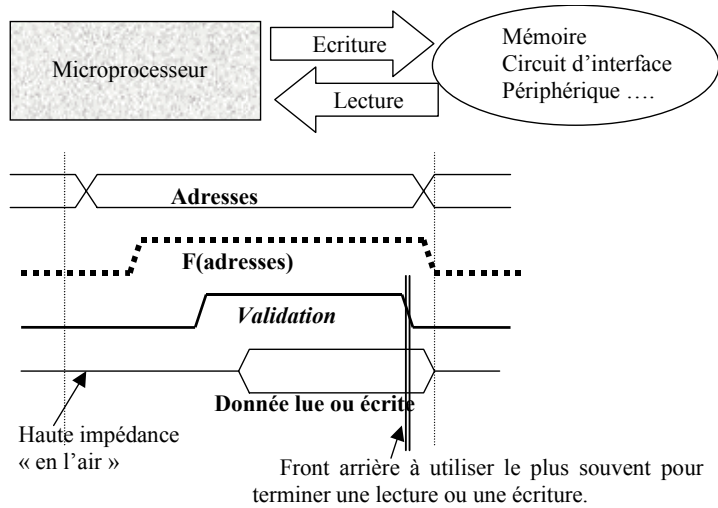 Microprocesseur
Ecriture
Lecture
Mémoire
Circuit d’interface
Périphérique ….
Adresses
F(adresses)
Validation
Donnée lue ou écrite
Haute impédance
« en l’air »
Front arrière à utiliser le plus souvent pour
terminer une lecture ou une écriture.